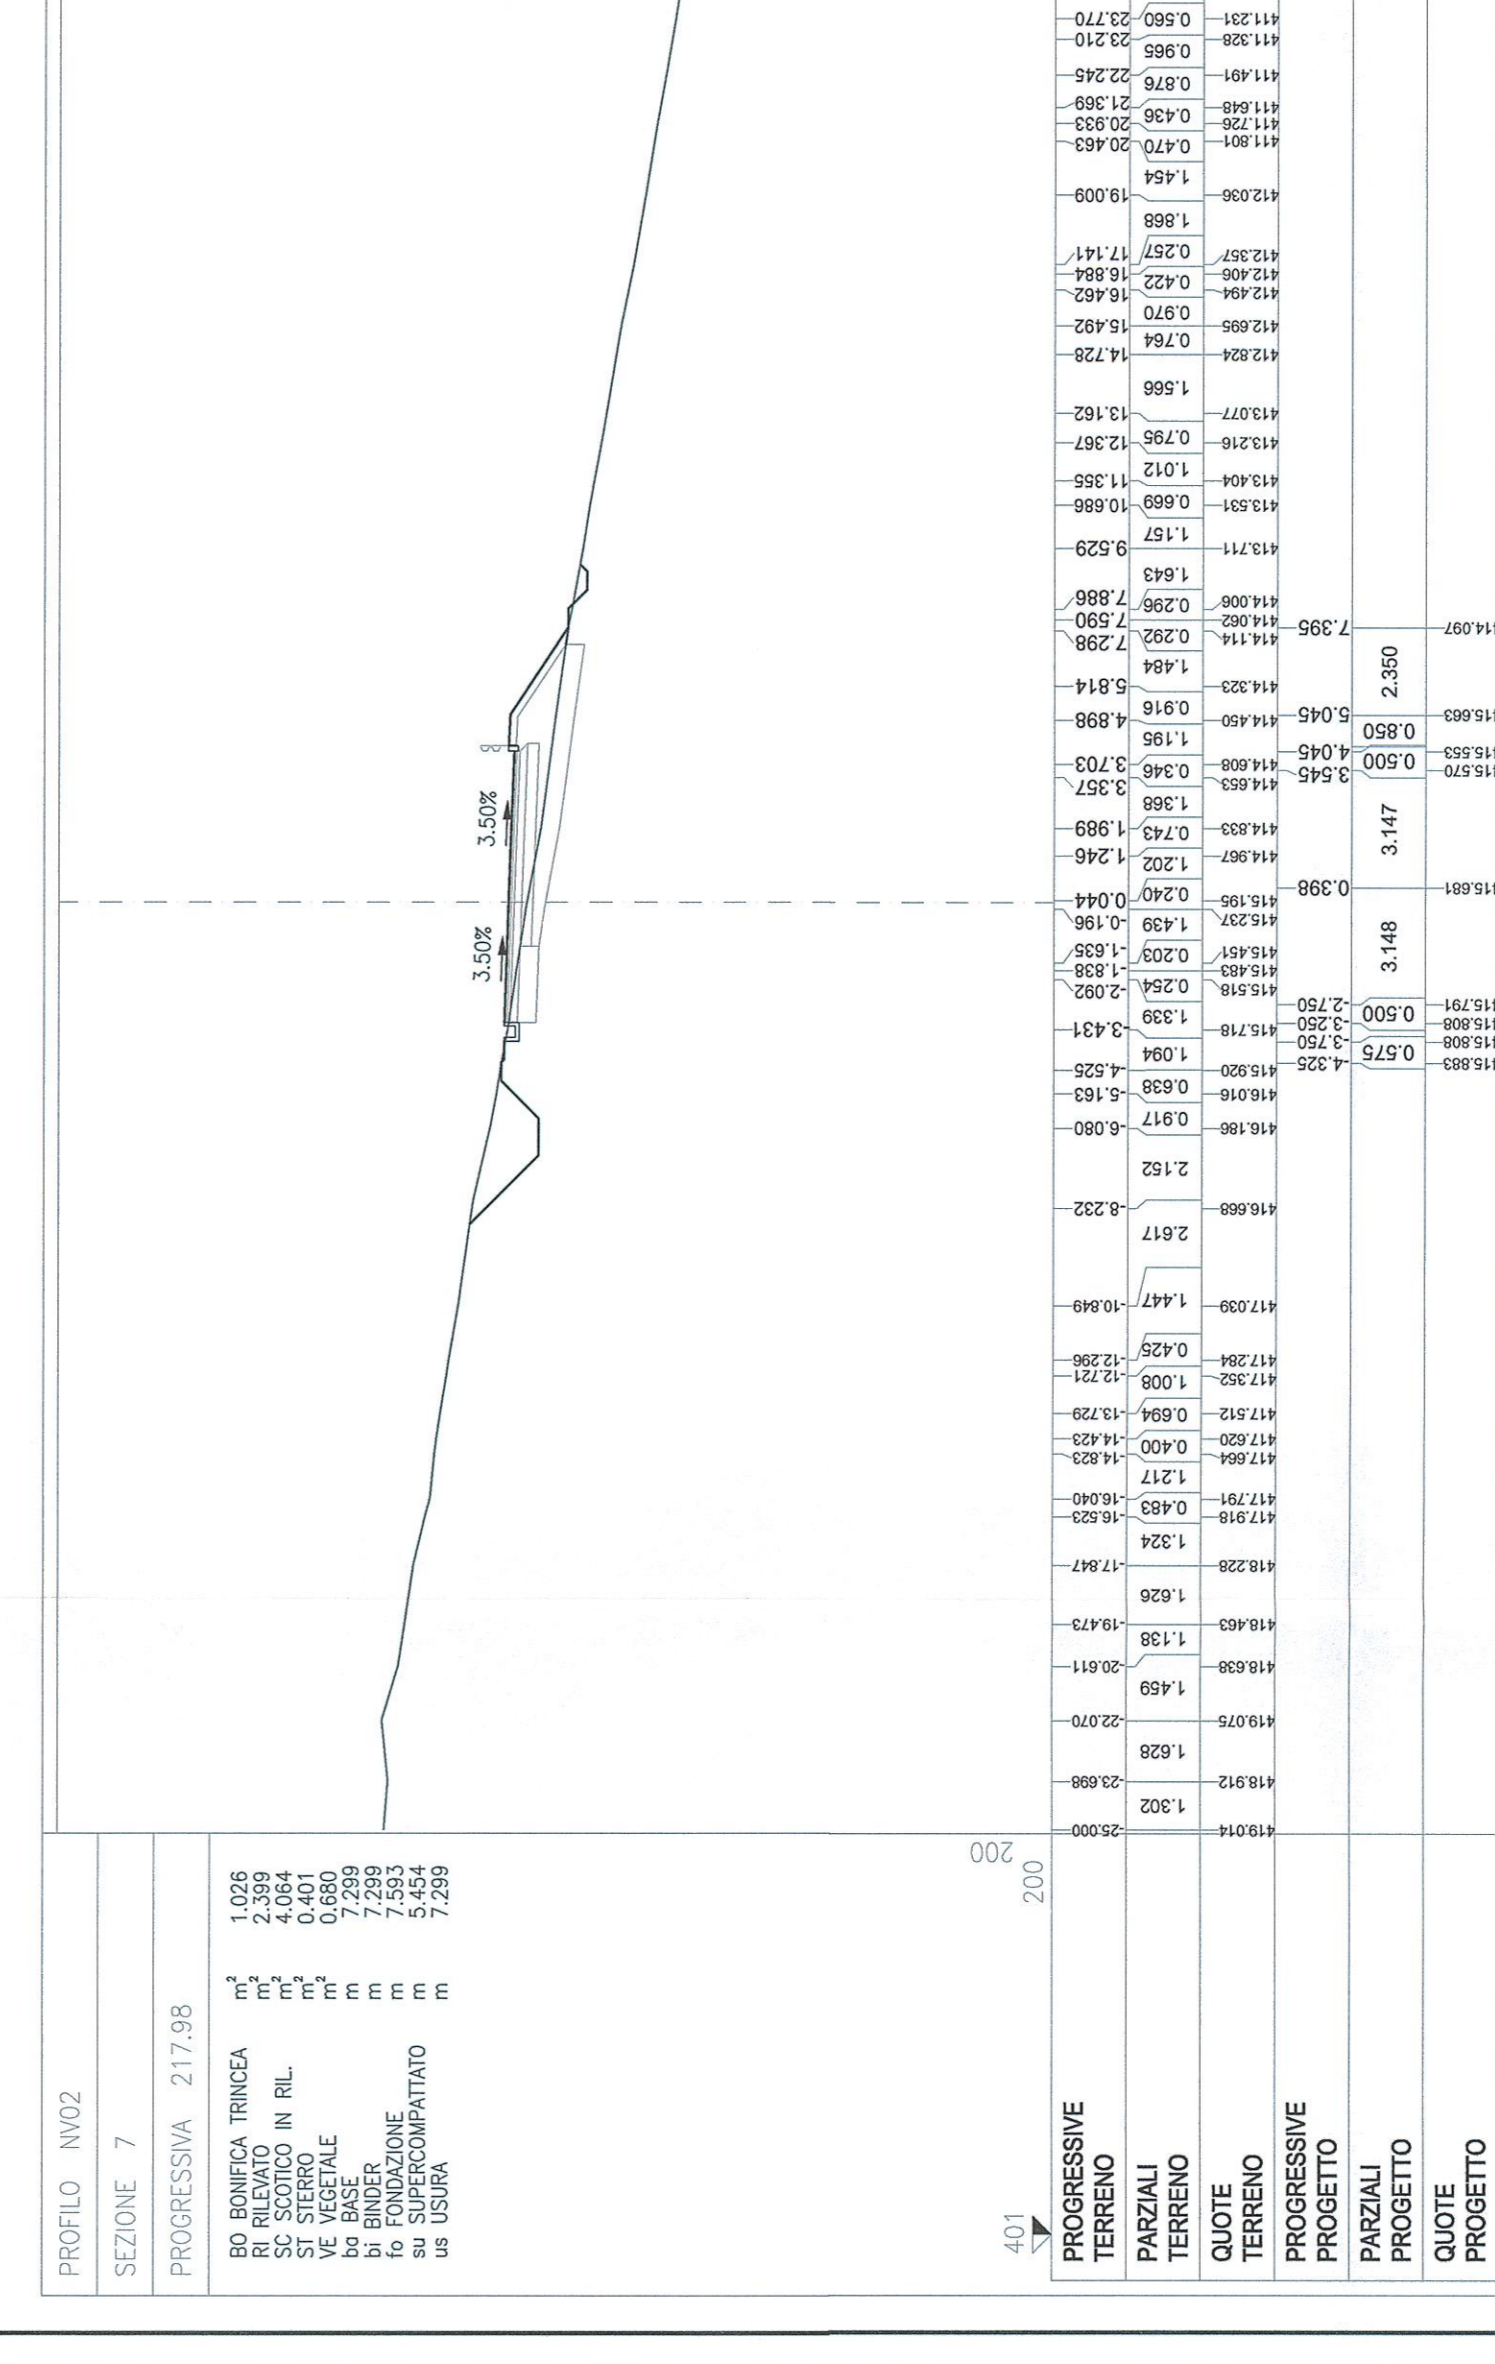 PROFILO NV02
SEZIONE 7
PROGRESSIVA 217.98
BO BONIFICA TRINCEA m² 1.026
RI RILEVATO m² 2.399
SC SCOTICO IN RIL. m² 4.064
ST STERRO m² 0.401
VE VEGETALE m² 0.680
ba BASE m 7.299
bi BINDER m 7.299
fo FONDAZIONE m 7.593
su SUPERCOMPATTATO m 5.454
us USURA m 7.299
3.50% 3.50%
200
200
401
PROGRESSIVE TERRENO -25.000 -23.698 -22.070 -20.611 -19.473 -17.847 -16.523 -16.040 -14.823 -14.423 -13.729 -12.721 -12.296 -10.849 -8.232 -6.080 -5.163 -4.525 -3.431 -2.092 -1.838 -1.635 -0.196 0.044 1.246 1.989 3.357 3.703 4.898 5.814 7.298 7.590 7.886 9.529 10.686 11.355 12.367 13.162 14.728 15.492 16.462 16.884 17.141 19.009 20.463 20.933 21.369 22.245 23.210 23.770
PARZIALI TERRENO 1.302 1.628 1.459 1.138 1.626 1.324 0.483 1.217 0.400 0.694 1.008 0.425 1.447 2.617 2.152 0.917 0.638 1.094 1.339 0.254 0.203 1.439 0.240 1.202 0.743 1.368 0.346 1.195 0.916 1.484 0.292 0.296 1.643 1.157 0.669 1.012 0.795 1.566 0.764 0.970 0.422 0.257 1.868 1.454 0.470 0.436 0.876 0.965 0.560
QUOTE TERRENO 419.014 418.912 419.075 418.638 418.463 418.228 417.918 417.791 417.664 417.620 417.512 417.352 417.284 417.039 416.668 416.186 416.016 415.920 415.718 415.518 415.483 415.451 415.237 415.195 414.967 414.833 414.653 414.608 414.450 414.323 414.114 414.062 414.006 413.711 413.531 413.404 413.216 413.077 412.824 412.695 412.494 412.406 412.357 412.036 411.801 411.726 411.648 411.491 411.328 411.231
PROGRESSIVE PROGETTO -4.325 -3.750 -3.250 -2.750 0.398 3.545 4.045 5.045 7.395
PARZIALI PROGETTO 0.575 0.500 3.148 3.147 0.500 0.850 2.350
QUOTE PROGETTO 415.883 415.808 415.808 415.791 415.681 415.570 415.553 415.663 414.097